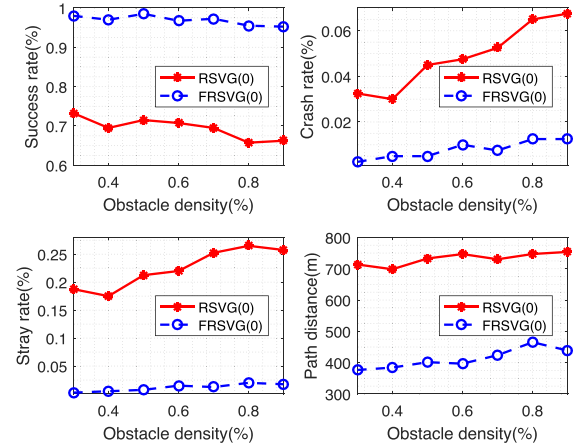 1
0.9
0.8
0.7
0.6
Success rate(%)
RSVG(0)
FRSVG(0)
0.4
0.6
0.8
Obstacle density(%)
0.06
0.04
0.02
Crash rate(%)
RSVG(0)
FRSVG(0)
0.4
0.6
0.8
Obstacle density(%)
0.25
0.2
0.15
0.1
0.05
Stray rate(%)
RSVG(0)
FRSVG(0)
0.4
0.6
0.8
Obstacle density(%)
800
700
600
500
400
300
Path distance(m)
RSVG(0)
FRSVG(0)
0.4
0.6
0.8
Obstacle density(%)